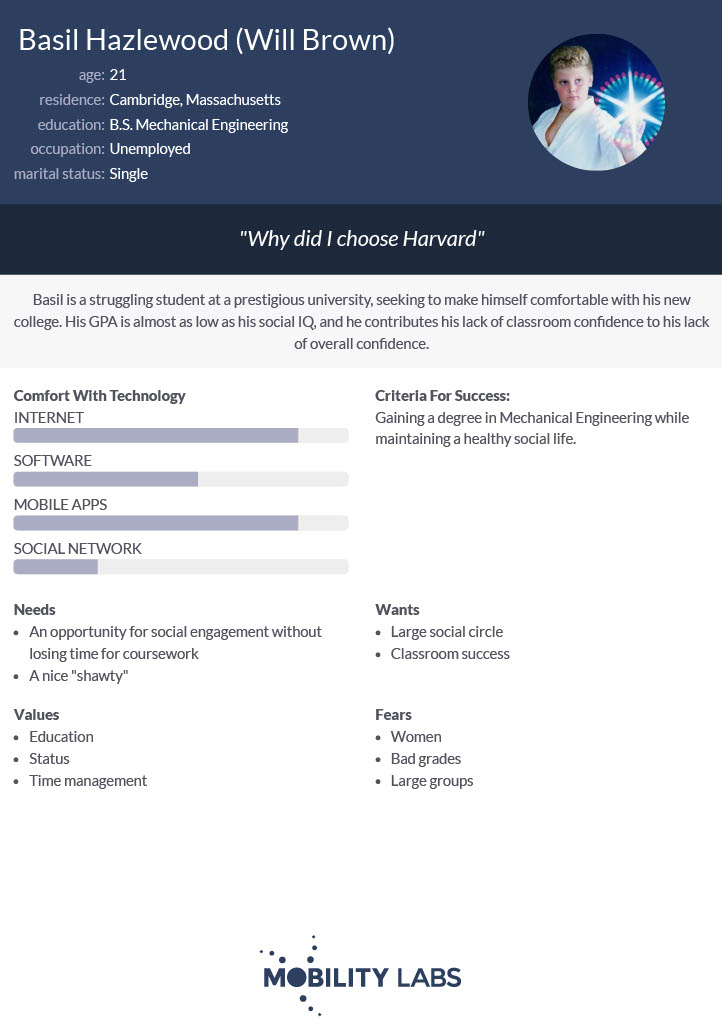 Basil Hazlewood (Will Brown)
age: 21
residence: Cambridge, Massachusetts
education: B.S. Mechanical Engineering
occupation: Unemployed
marital status: Single
"Why did I choose Harvard"
Basil is a struggling student at a prestigious university, seeking to make himself comfortable with his new
college. His GPA is almost as low as his social IQ, and he contributes his lack of classroom confidence to his lack
of overall confidence.
Comfort With Technology
INTERNET
SOFTWARE
MOBILE APPS
SOCIAL NETWORK
Criteria For Success:
Gaining a degree in Mechanical Engineering while
maintaining a healthy social life.
Needs
• An opportunity for social engagement without
losing time for coursework
• A nice "shawty"
Wants
• Large social circle
• Classroom success
Values
• Education
• Status
• Time management
Fears
• Women
• Bad grades
• Large groups
MOBILITY LABS